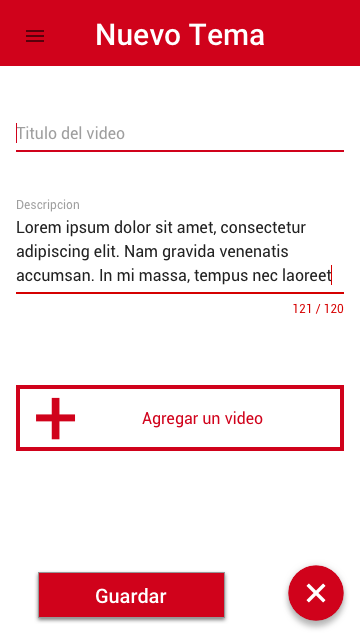 Nuevo Tema
Titulo del video
Descripcion
Lorem ipsum dolor sit amet, consectetur
adipiscing elit. Nam gravida venenatis
accumsan. In mi massa, tempus nec laoreet
121 / 120
Agregar un video
Guardar